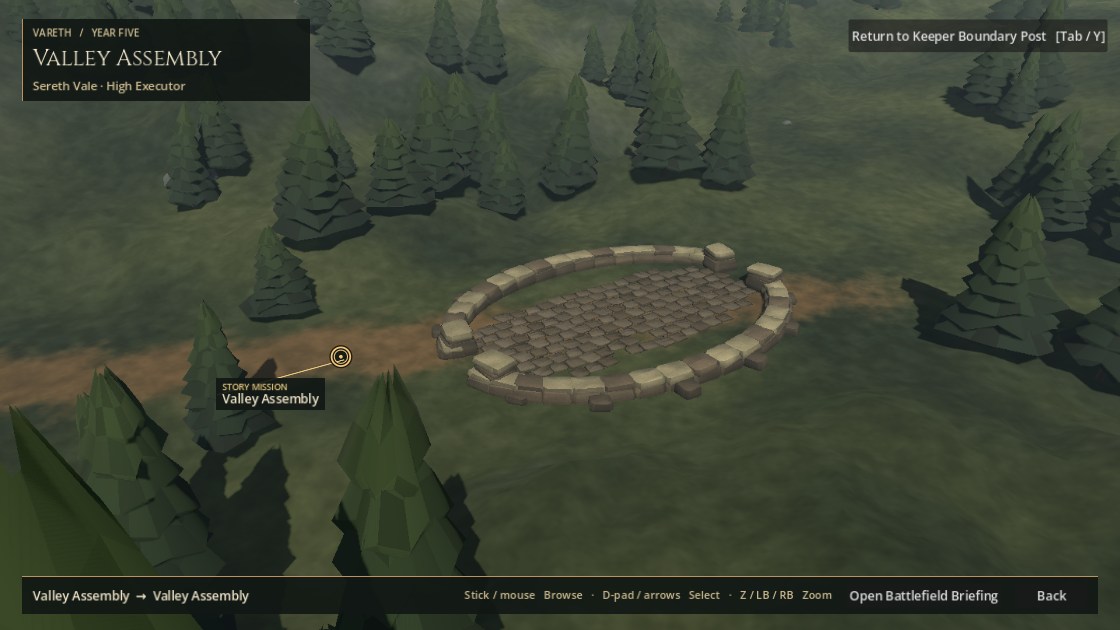 VARETH / YEAR FIVE
VALLEY ASSEMBLY
Sereth Vale · High Executor
Return to Keeper Boundary Post [Tab / Y]
STORY MISSION
Valley Assembly
Valley Assembly → Valley Assembly
Stick / mouse Browse · D-pad / arrows Select · Z / LB / RB Zoom
Open Battlefield Briefing
Back